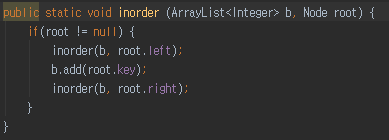 public static void inorder (ArrayList<Integer> b, Node root) {
    if(root != null) {
        inorder(b, root.left);
        b.add(root.key);
        inorder(b, root.right);
    }
}